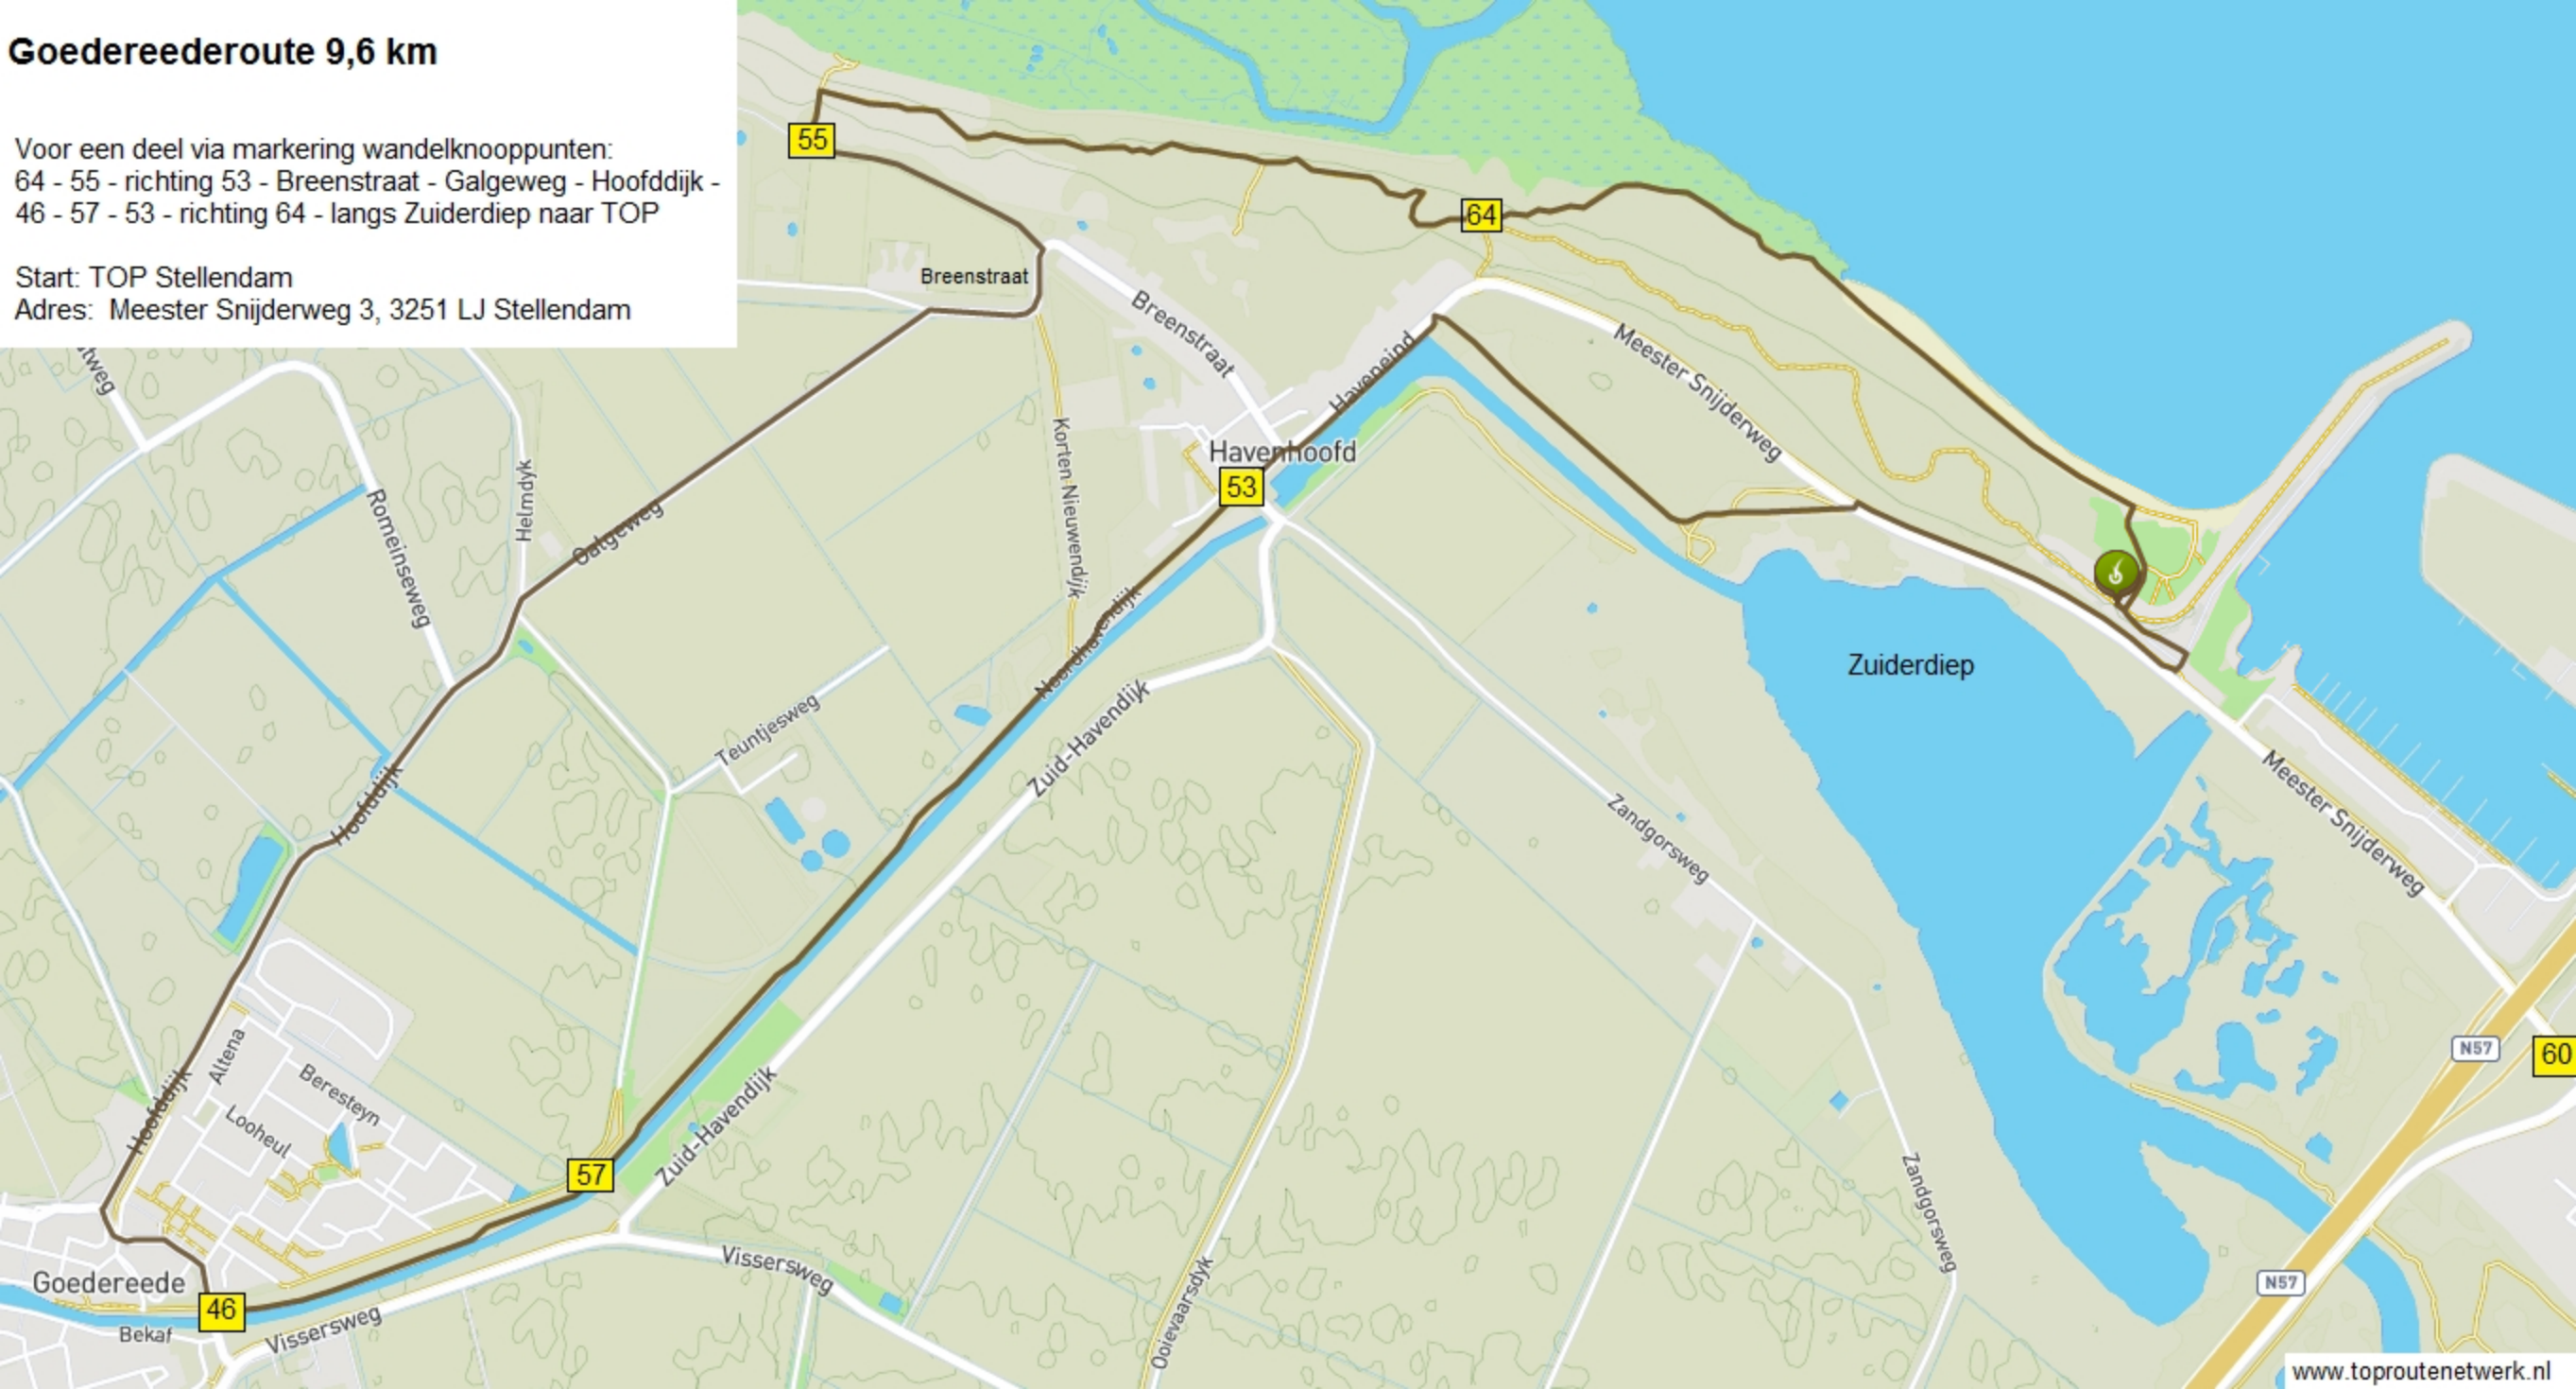 Goedereederoute 9,6 km
Voor een deel via markering wandelknooppunten:
64 - 55 - richting 53 - Breenstraat - Galgeweg - Hoofddijk -
46 - 57 - 53 - richting 64 - langs Zuiderdiep naar TOP
Start: TOP Stellendam
Adres: Meester Snijderweg 3, 3251 LJ Stellendam
55
64
Breenstraat
Breenstraat
Haveneind
Meester Snijderweg
Havenhoofd
53
Korten Nieuwendijk
Helmdyk
Galgeweg
Romeinseweg
Noordhavendijk
Zuiderdiep
Teuntjesweg
Zuid-Havendijk
Hoofddijk
Zandgorsweg
Meester Snijderweg
Altena
Beresteyn
Looheul
Hoofddijk
Zuid-Havendijk
N57
60
57
Zandgorsweg
Vissersweg
Goedereede
46
Bekaf
Vissersweg
Ooievaarsdyk
N57
www.toproutenetwerk.nl